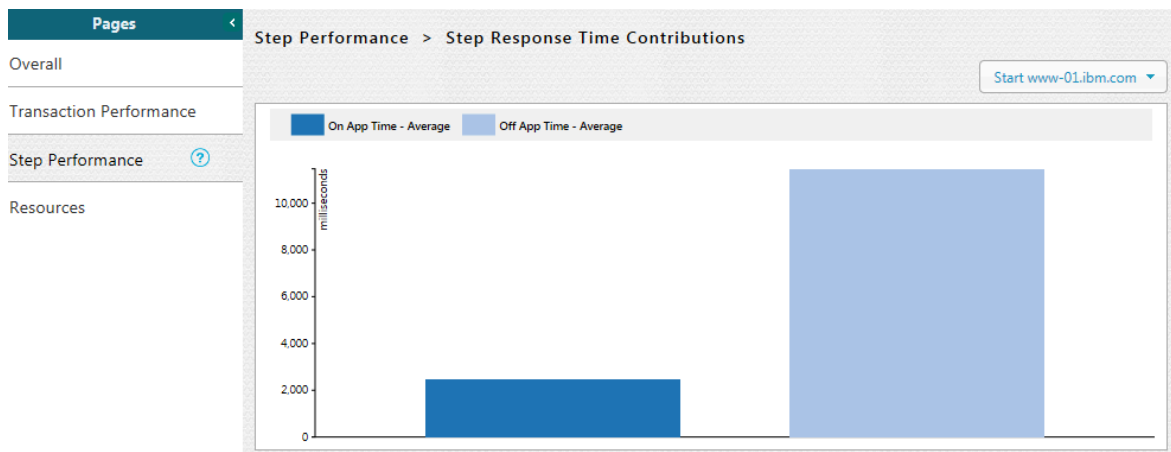 Pages
Overall
Transaction Performance
Step Performance ?
Resources
Step Performance > Step Response Time Contributions
Start www-01.ibm.com
On App Time - Average Off App Time - Average
milliseconds
10,000
8,000
6,000
4,000
2,000
0